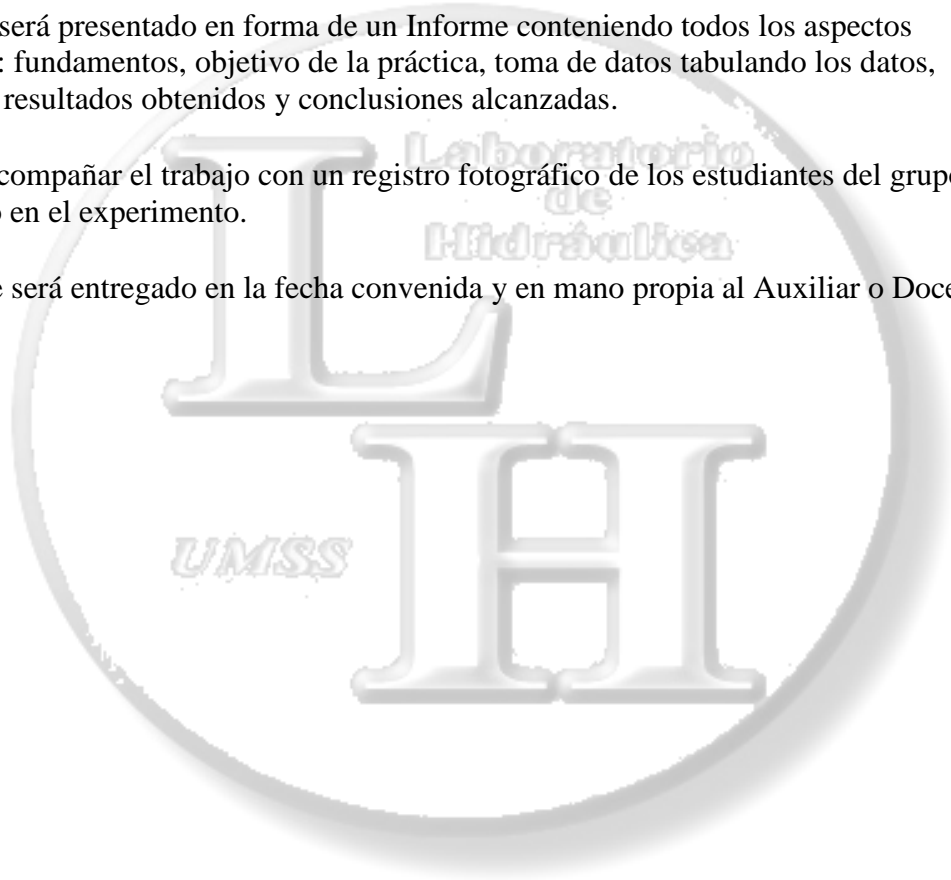 será presentado en forma de un Informe conteniendo todos los aspectos
: fundamentos, objetivo de la práctica, toma de datos tabulando los datos,
resultados obtenidos y conclusiones alcanzadas.
Laboratorio
compañar el trabajo con un registro fotográfico de los estudiantes del grupo
de
o en el experimento.
Hidráulica
e será entregado en la fecha convenida y en mano propia al Auxiliar o Doce
L
H
UMSS